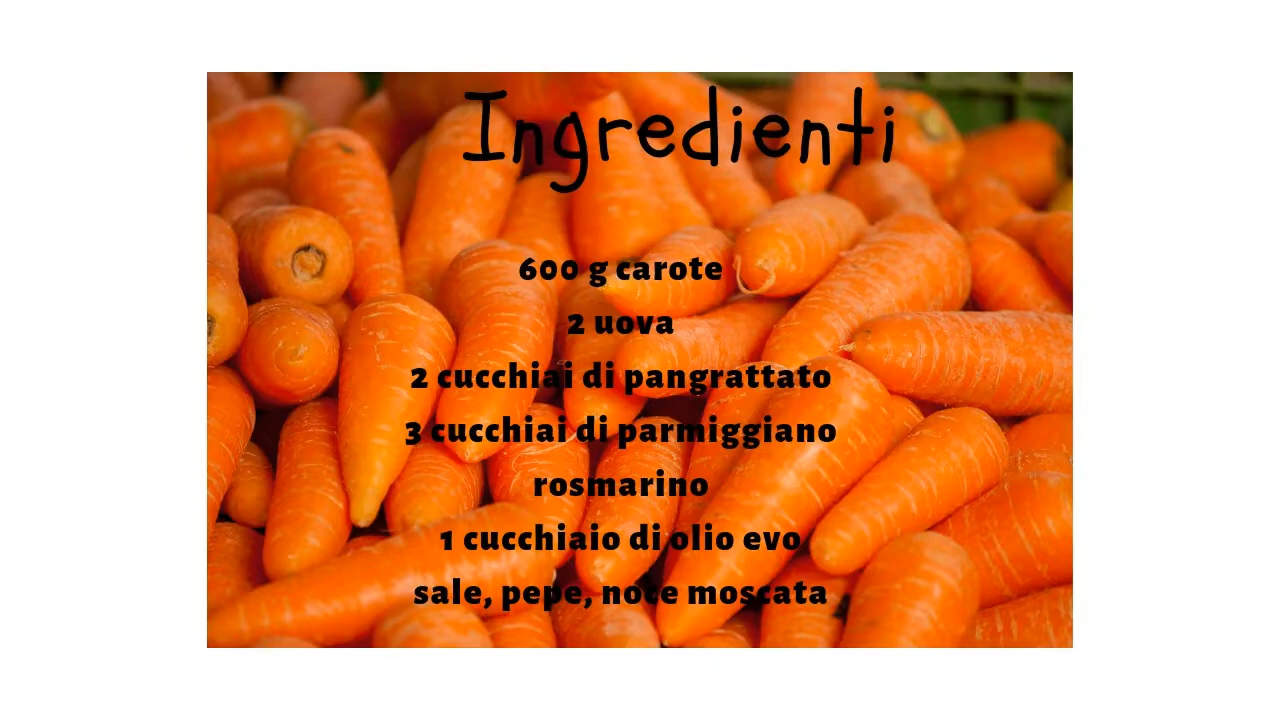 Ingredienti
600 g carote
2 uova
2 cucchiai di pangrattato
3 cucchiai di parmiggiano
rosmarino
1 cucchiaio di olio evo
sale, pepe, note moscata